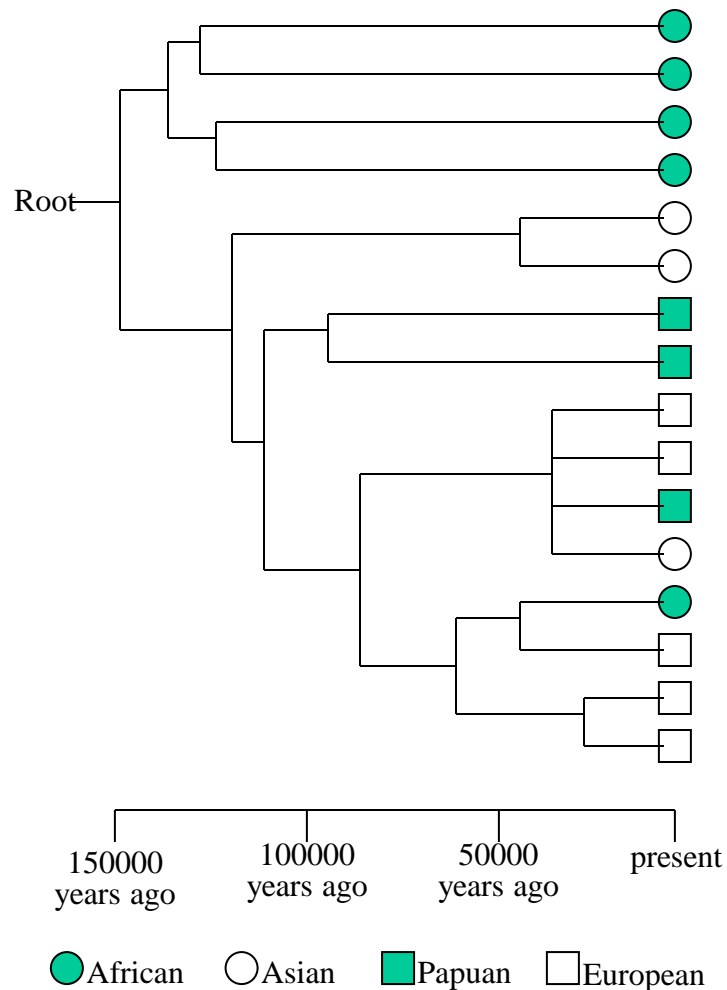 Root
150000
years ago
100000
years ago
50000
years ago
present
African
Asian
Papuan
European